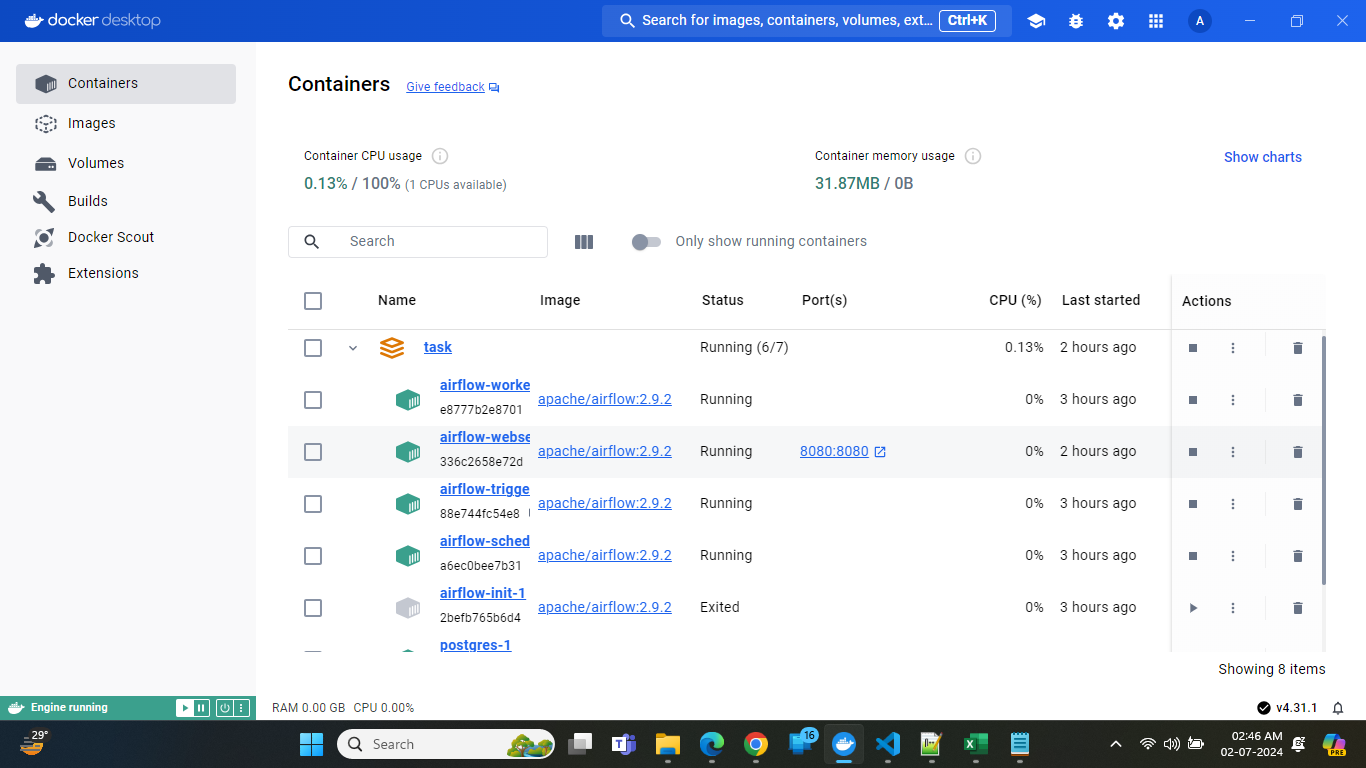 docker desktop
Search for images, containers, volumes, ext... Ctrl+K
A
Containers
Images
Volumes
Builds
Docker Scout
Extensions
Containers Give feedback
Container CPU usage
0.13% / 100% (1 CPUs available)
Container memory usage
31.87MB / 0B
Show charts
Search
Only show running containers
Name Image Status Port(s) CPU (%) Last started Actions
task Running (6/7) 0.13% 2 hours ago
airflow-worke
e8777b2e8701
apache/airflow:2.9.2 Running 0% 3 hours ago
airflow-webse
336c2658e72d
apache/airflow:2.9.2 Running 8080:8080 0% 2 hours ago
airflow-trigge
88e744fc54e8
apache/airflow:2.9.2 Running 0% 3 hours ago
airflow-sched
a6ec0bee7b31
apache/airflow:2.9.2 Running 0% 3 hours ago
airflow-init-1
2befb765b6d4
apache/airflow:2.9.2 Exited 0% 3 hours ago
postgres-1
Showing 8 items
Engine running
RAM 0.00 GB CPU 0.00%
v4.31.1
29°
Search
16
02:46 AM
02-07-2024
PRE